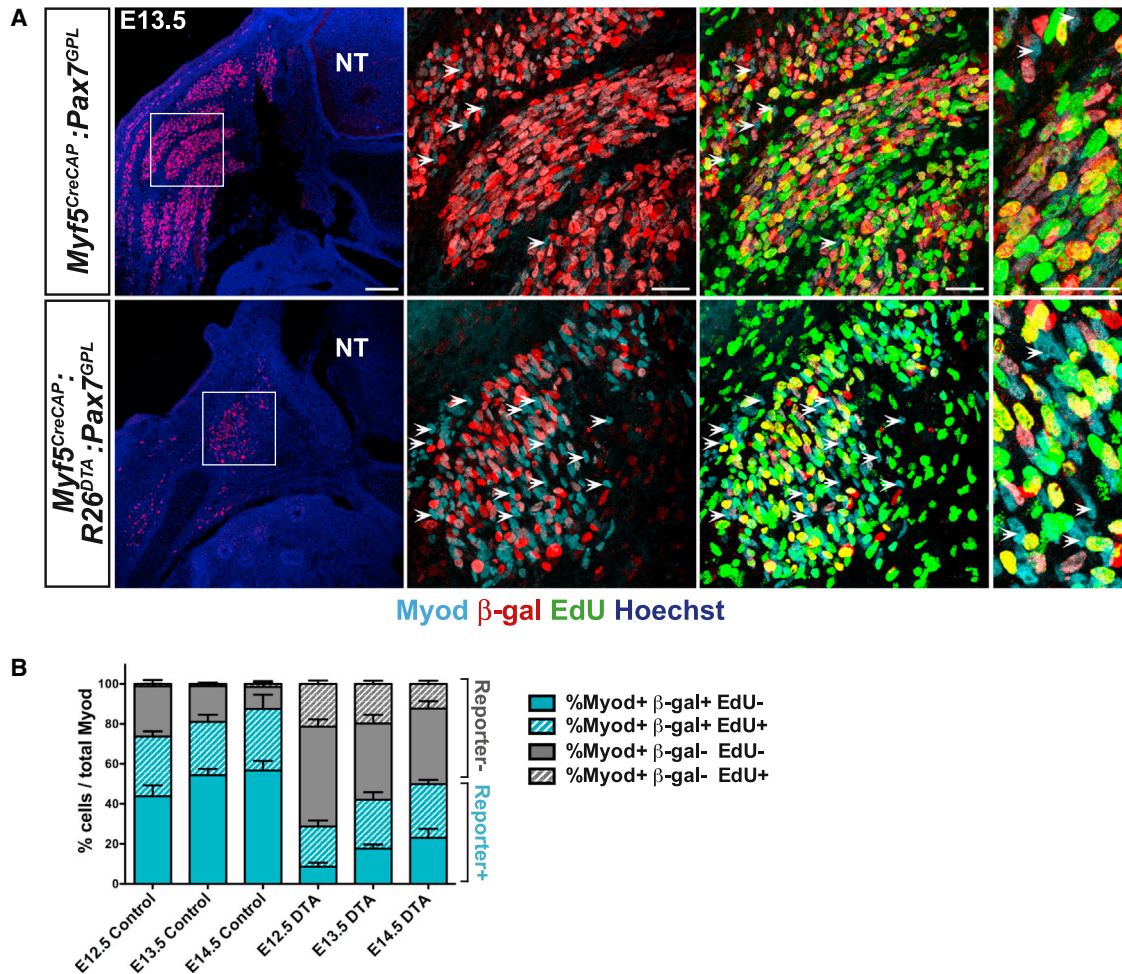 A
E13.5
NT
Myf5CreCAP:Pax7GPL
NT
Myf5CreCAP:
R26DTA:Pax7GPL
Myod β-gal EdU Hoechst
B
% cells / total Myod
100
80
60
40
20
0
E12.5 Control
E13.5 Control
E14.5 Control
E12.5 DTA
E13.5 DTA
E14.5 DTA
Reporter-
Reporter+
%Myod+ β-gal+ EdU-
%Myod+ β-gal+ EdU+
%Myod+ β-gal- EdU-
%Myod+ β-gal- EdU+